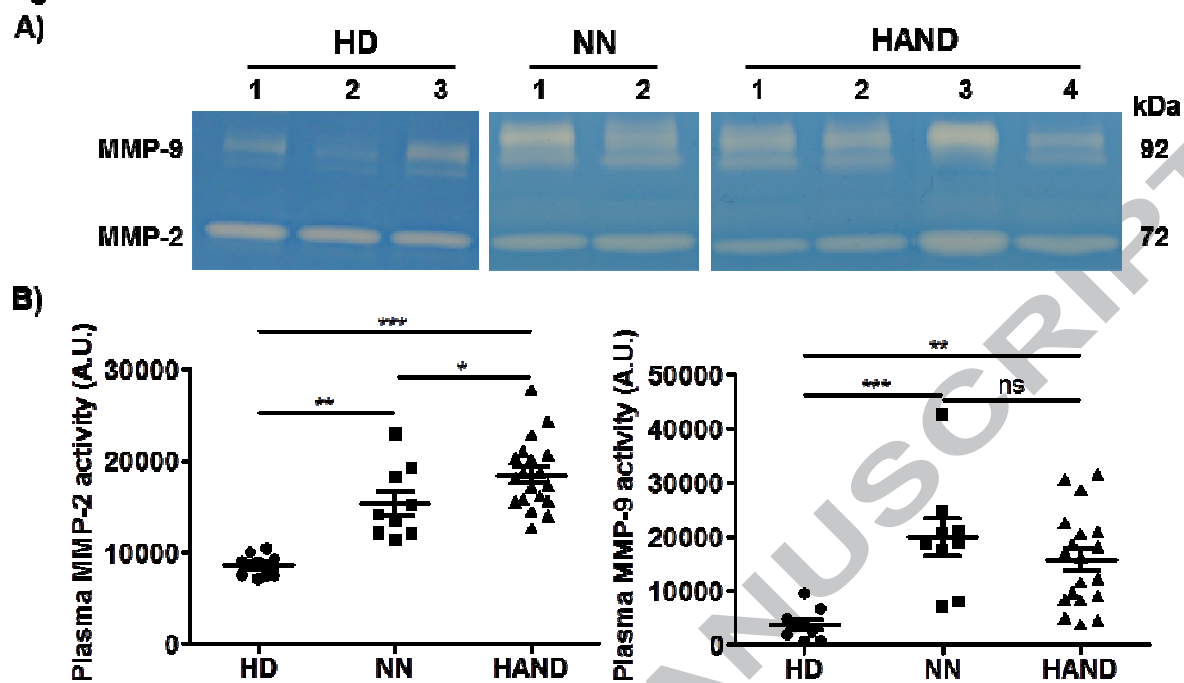 A)
HD NN HAND
1 2 3 1 2 1 2 3 4
kDa
MMP-9 92
MMP-2 72
B)
Plasma MMP-2 activity (A.U.)
30000
20000
10000
0
***
*
**
HD NN HAND
Plasma MMP-9 activity (A.U.)
50000
40000
30000
20000
10000
0
**
***
ns
HD NN HAND